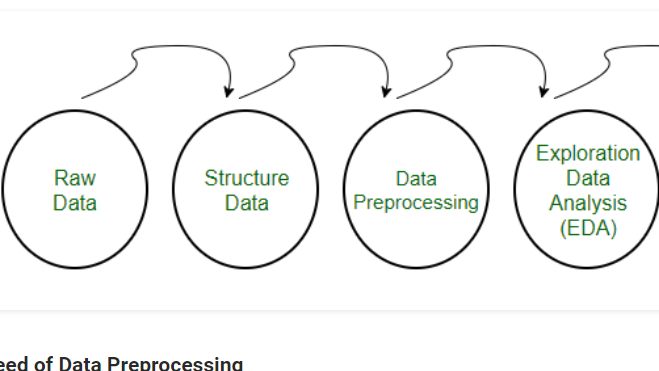 Raw
Data
Structure
Data
Data
Preprocessing
Exploration
Data
Analysis
(EDA)
eed of Data Preprocessing